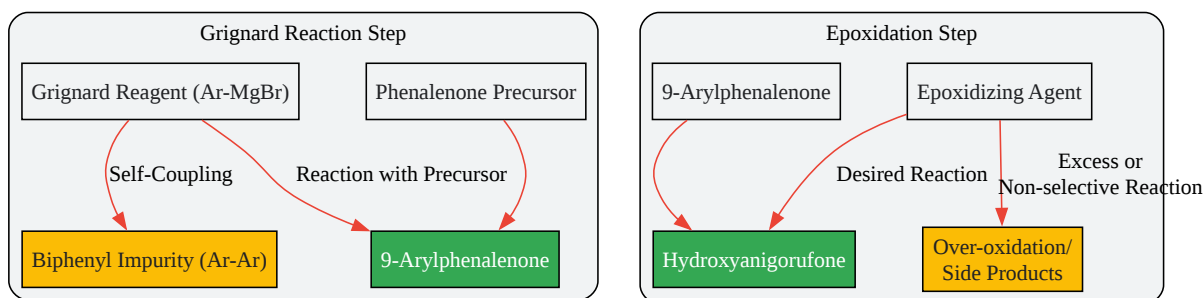 Grignard Reaction Step
Grignard Reagent (Ar-MgBr)
Phenalenone Precursor
Self-Coupling
Reaction with Precursor
Biphenyl Impurity (Ar-Ar)
9-Arylphenalenone
Epoxidation Step
9-Arylphenalenone
Epoxidizing Agent
Desired Reaction
Excess or
Non-selective Reaction
Hydroxyanigorufone
Over-oxidation/
Side Products